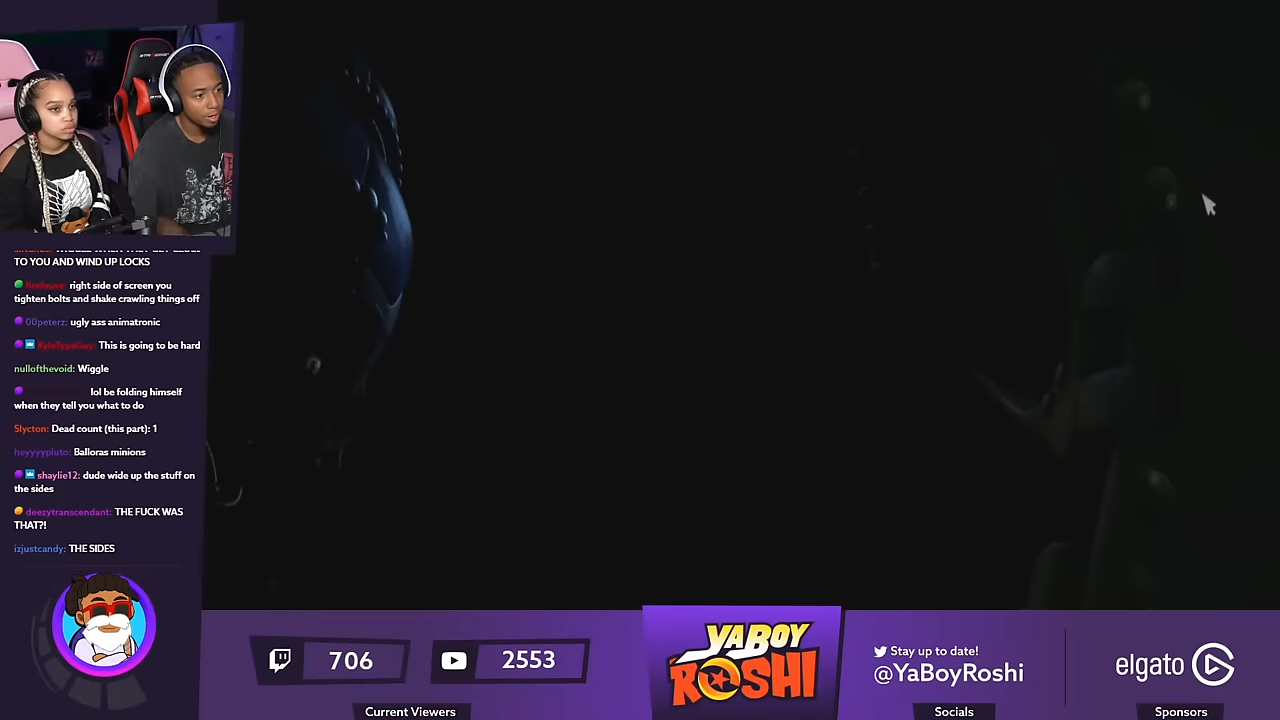 TO YOU AND WIND UP LOCKS
right side of screen you
tighten bolts and shake crawling things off
00peterz: ugly ass animatronic
This is going to be hard
nullofthevoid: Wiggle
lol be folding himself
when they tell you what to do
Slycton: Dead count (this part): 1
heyyyypluto: Balloras minions
shaylie12: dude wide up the stuff on
the sides
deezytranscendant: THE FUCK WAS
THAT?!
izjustcandy: THE SIDES
706
2553
Current Viewers
YABOY
ROSHI
Stay up to date!
@YaBoyRoshi
Socials
elgato
Sponsors